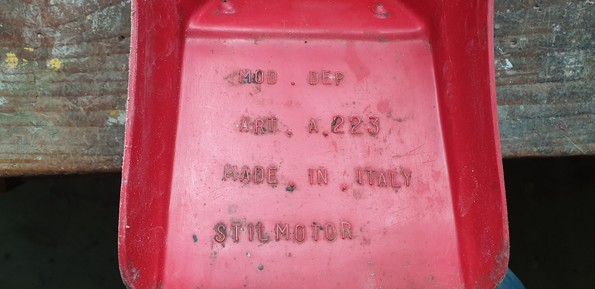 MOD. DEP
ART. A.223
MADE IN ITALY
STILMOTOR